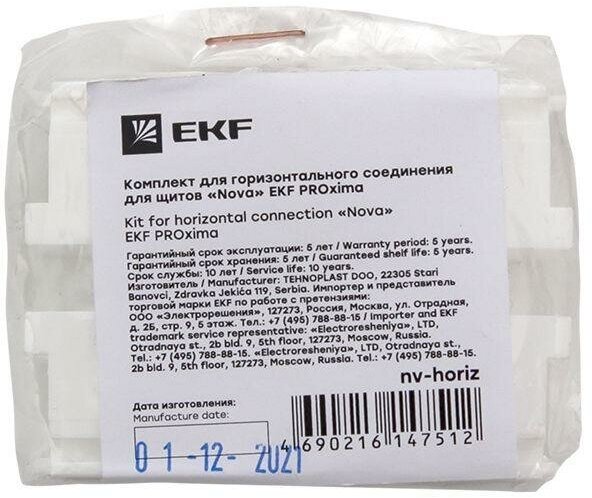 EKF
Комплект для горизонтального соединения
для щитов «Nova» EKF PROxima
Kit for horizontal connection «Nova»
EKF PROxima
Гарантийный срок эксплуатации: 5 лет / Warranty period: 5 years.
Гарантийный срок хранения: 5 лет / Guaranteed shelf life: 5 years.
Срок службы: 10 лет / Service life: 10 years.
Изготовитель / Manufacturer: TEHNOPLAST DOO, 22305 Stari
Banovci, Zdravka Jekića 119, Serbia. Импортер и представитель
торговой марки EKF по работе с претензиями:
ООО «Электрорешения», 127273, Россия, Москва, ул. Отрадная,
д. 2Б, стр. 9, 5 этаж. Тел.: +7 (495) 788-88-15 / Importer and EKF
trademark service representative: «Electroresheniya», LTD,
Otradnaya st., 2b bld. 9, 5th floor, 127273, Moscow, Russia.
Tel.: +7 (495) 788-88-15. «Electroresheniya», LTD, Otradnaya st.,
2b bld. 9, 5th floor, 127273, Moscow, Russia. Tel.: +7 (495) 788-88-15.
nv-horiz
Дата изготовления:
Manufacture date:
01-12-2021
4 690216 147512